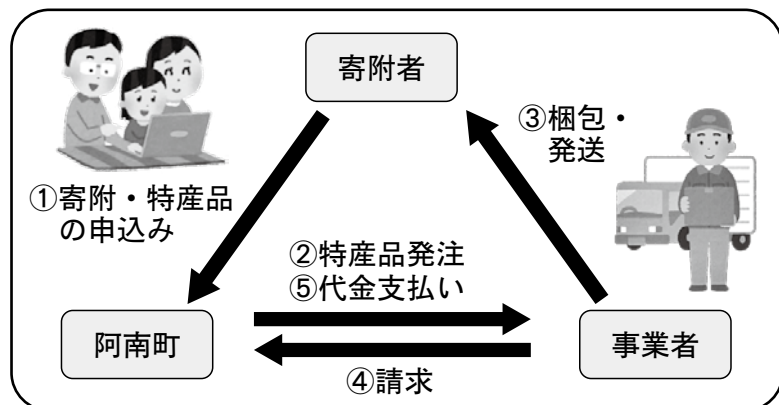 寄附者
③梱包・
発送
①寄附・特産品
の申込み
②特産品発注
⑤代金支払い
阿南町
事業者
④請求